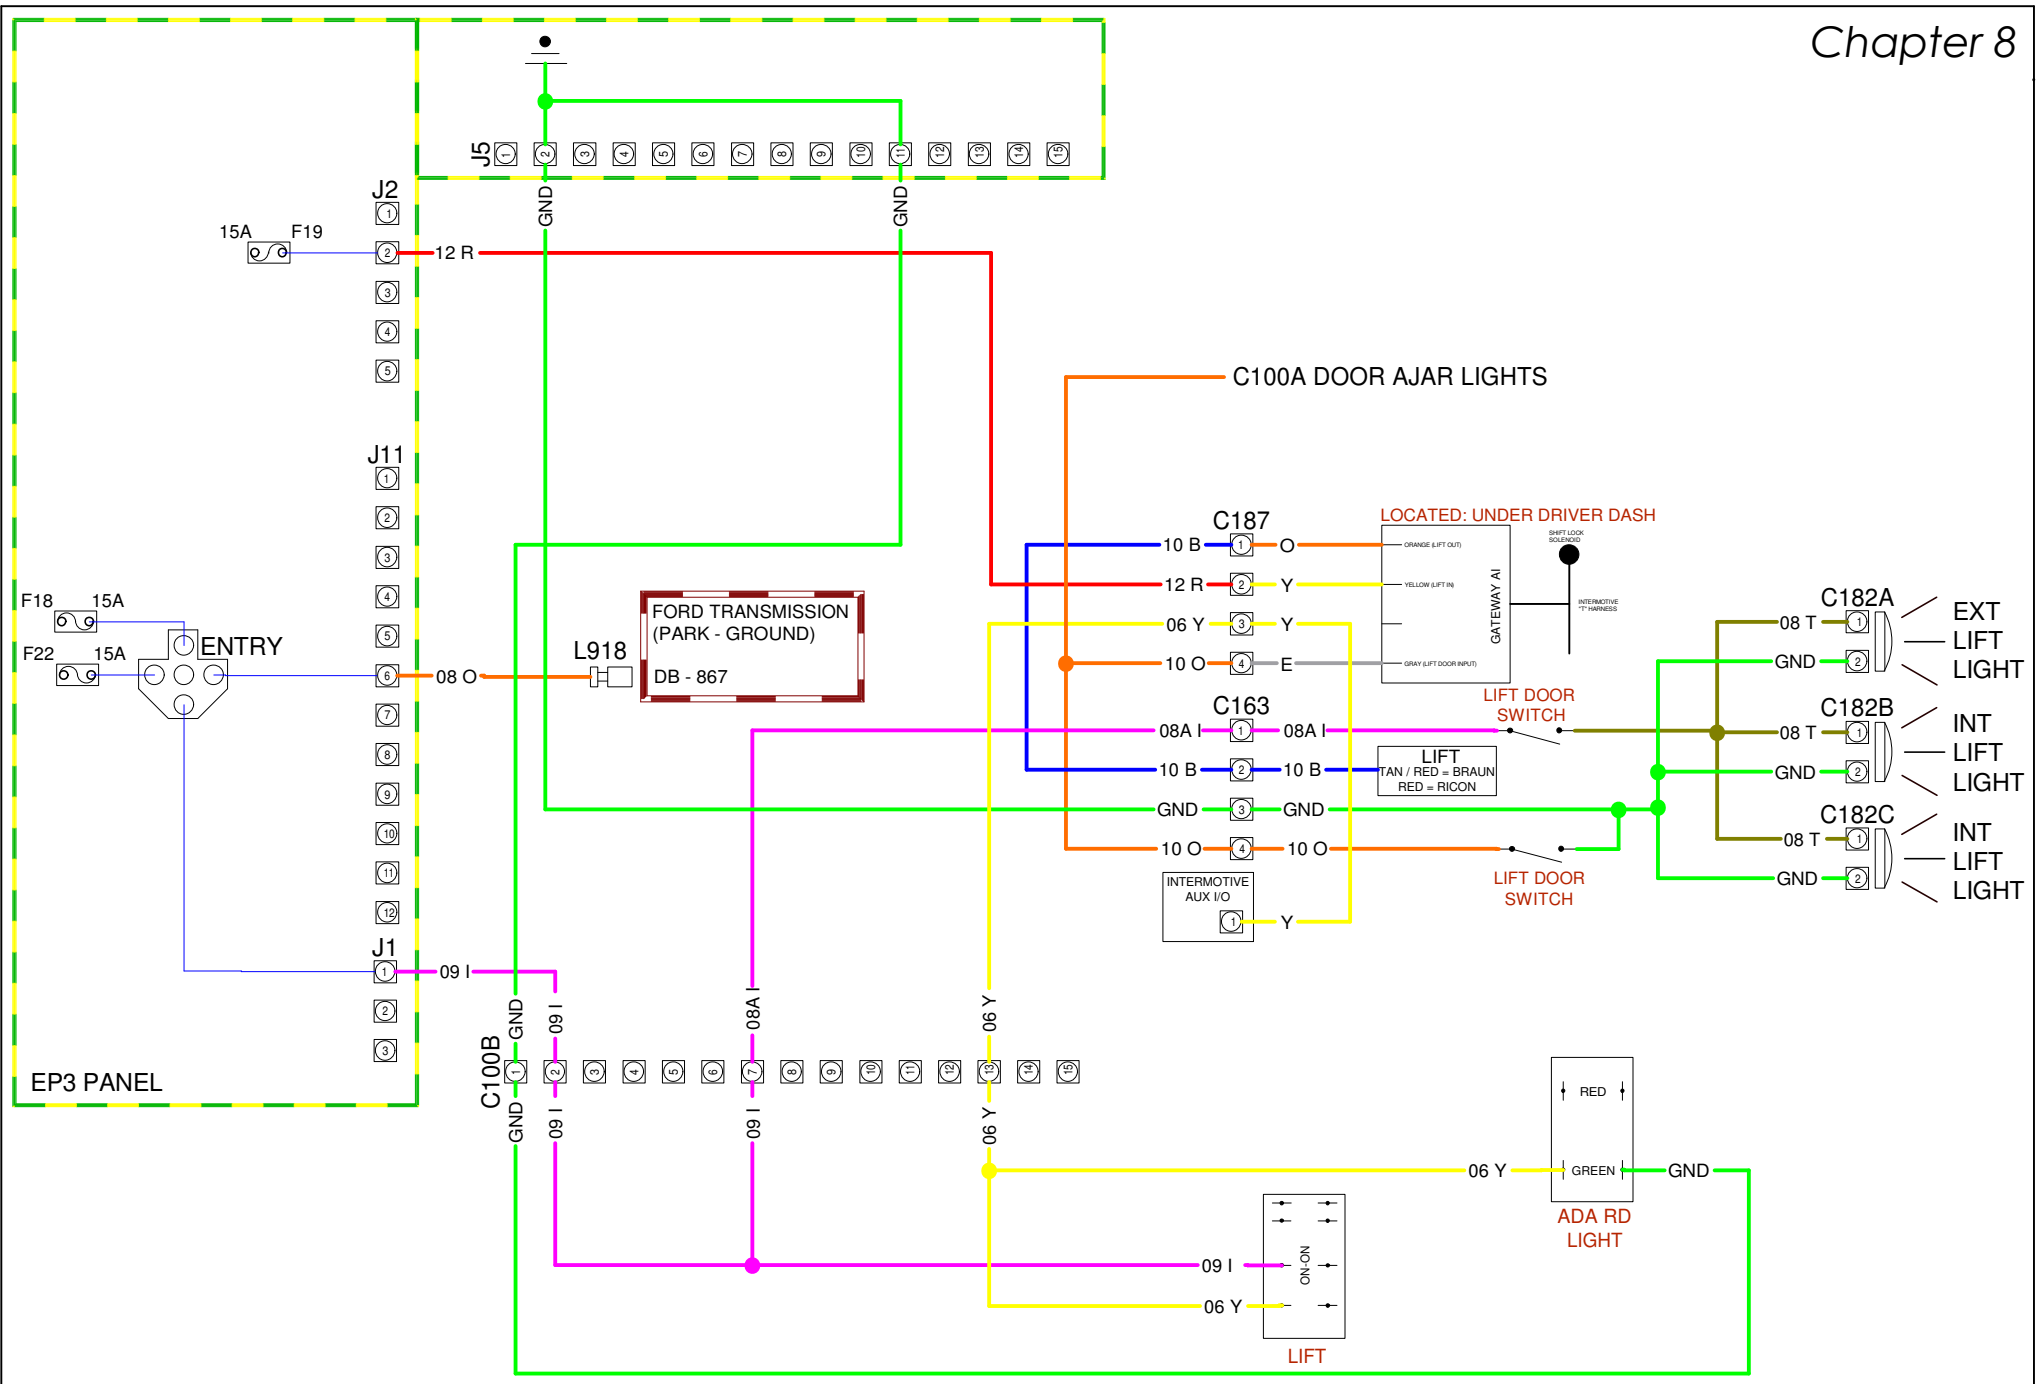 Chapter 8
J5
1 2 3 4 5 6 7 8 9 10 11 12 13 14 15
GND
GND
J2
1
2
3
4
5
15A F19
12 R
C100A DOOR AJAR LIGHTS
J11
1
2
3
4
5
6
7
8
9
10
11
12
F18 15A
F22 15A
ENTRY
08 O
L918
FORD TRANSMISSION
(PARK - GROUND)
DB - 867
J1
1
2
3
09 I
EP3 PANEL
LOCATED: UNDER DRIVER DASH
C187
10 B 1 O
12 R 2 Y
06 Y 3 Y
10 O 4 E
ORANGE (LIFT OUT)
YELLOW (LIFT IN)
GRAY (LIFT DOOR INPUT)
GATEWAY AI
SHIFT LOCK
SOLENOID
INTERMOTIVE
"T" HARNESS
C163
08A I 1 08A I
10 B 2 10 B
GND 3 GND
10 O 4 10 O
LIFT DOOR
SWITCH
LIFT
TAN / RED = BRAUN
RED = RICON
LIFT DOOR
SWITCH
INTERMOTIVE
AUX I/O
1 Y
C182A
08 T 1
GND 2
EXT
LIFT
LIGHT
C182B
08 T 1
GND 2
INT
LIFT
LIGHT
C182C
08 T 1
GND 2
INT
LIFT
LIGHT
GND 09 I 08A I 06 Y
C100B
1 2 3 4 5 6 7 8 9 10 11 12 13 14 15
GND 09 I 09 I 06 Y
RED
06 Y GREEN GND
ADA RD
LIGHT
09 I
ON-ON
06 Y
LIFT